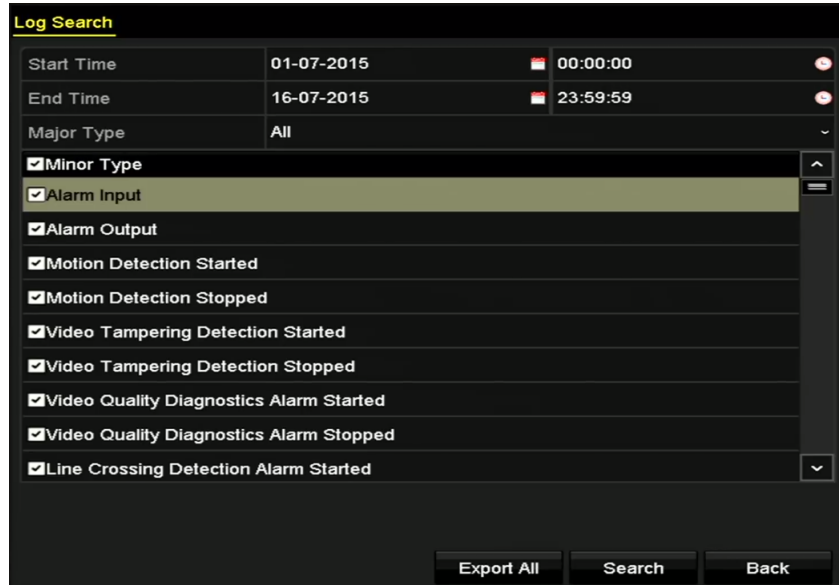 Log Search
Start Time 01-07-2015 00:00:00
End Time 16-07-2015 23:59:59
Major Type All
Minor Type
Alarm Input
Alarm Output
Motion Detection Started
Motion Detection Stopped
Video Tampering Detection Started
Video Tampering Detection Stopped
Video Quality Diagnostics Alarm Started
Video Quality Diagnostics Alarm Stopped
Line Crossing Detection Alarm Started
Export All Search Back